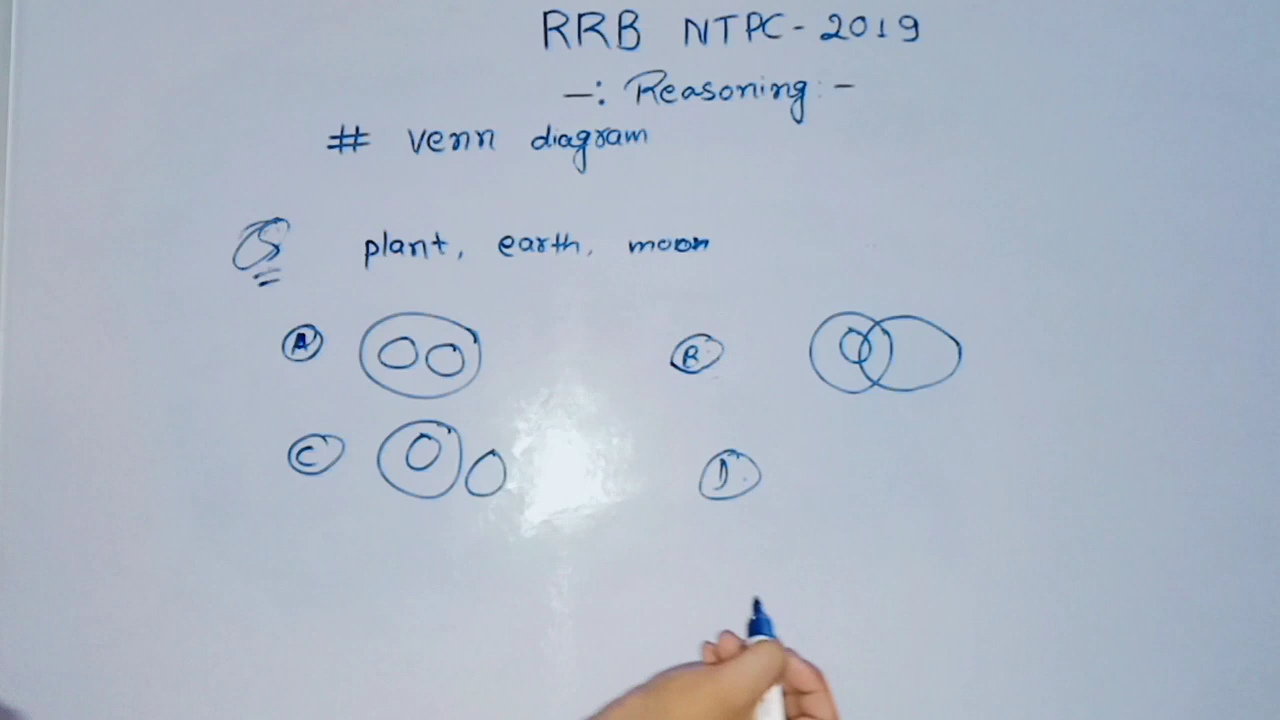 RRB NTPC-2019
-: Reasoning :-
# venn diagram
Q plant, earth, moon
A B
C D